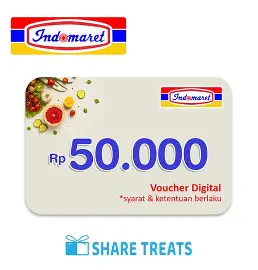 Indomaret
Indomaret
Rp 50.000
Voucher Digital
*syarat & ketentuan berlaku
SHARE TREATS